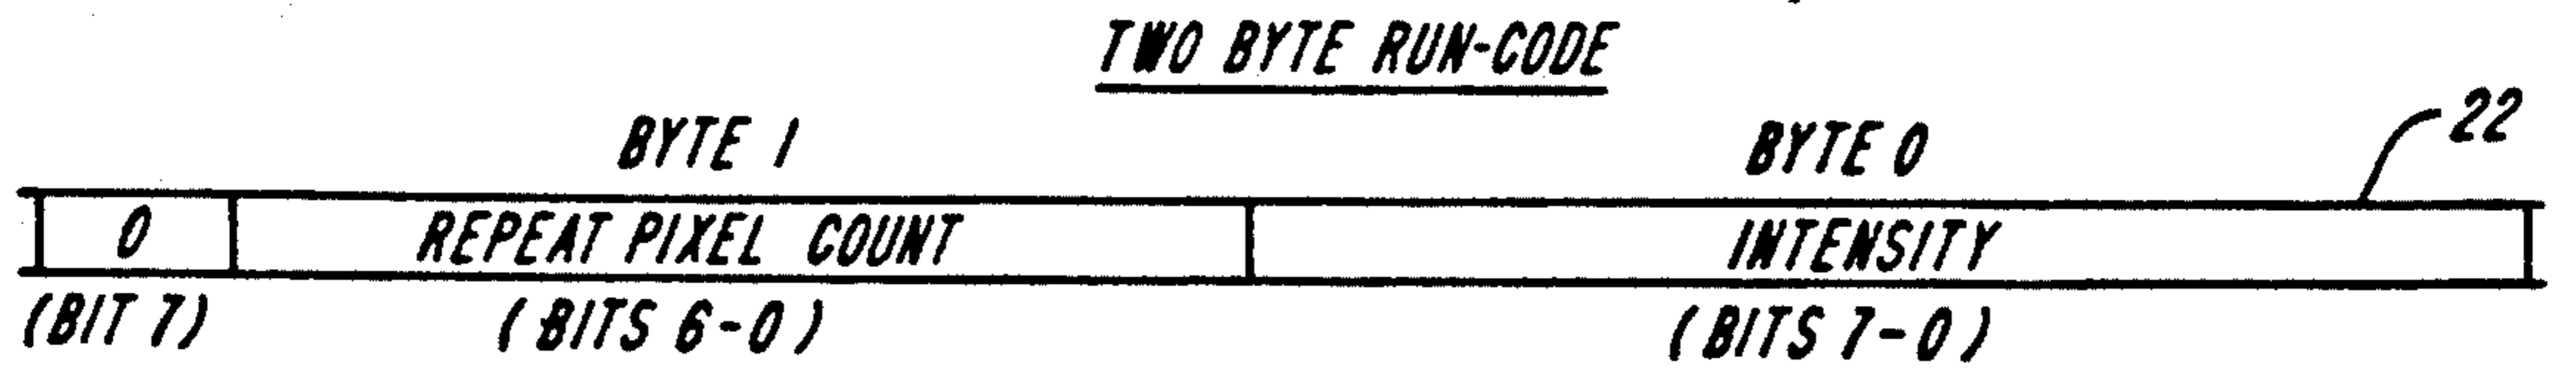 TWO BYTE RUN-CODE
BYTE 1 BYTE 0 22
0 REPEAT PIXEL COUNT INTENSITY
(BIT 7) (BITS 6-0) (BITS 7-0)